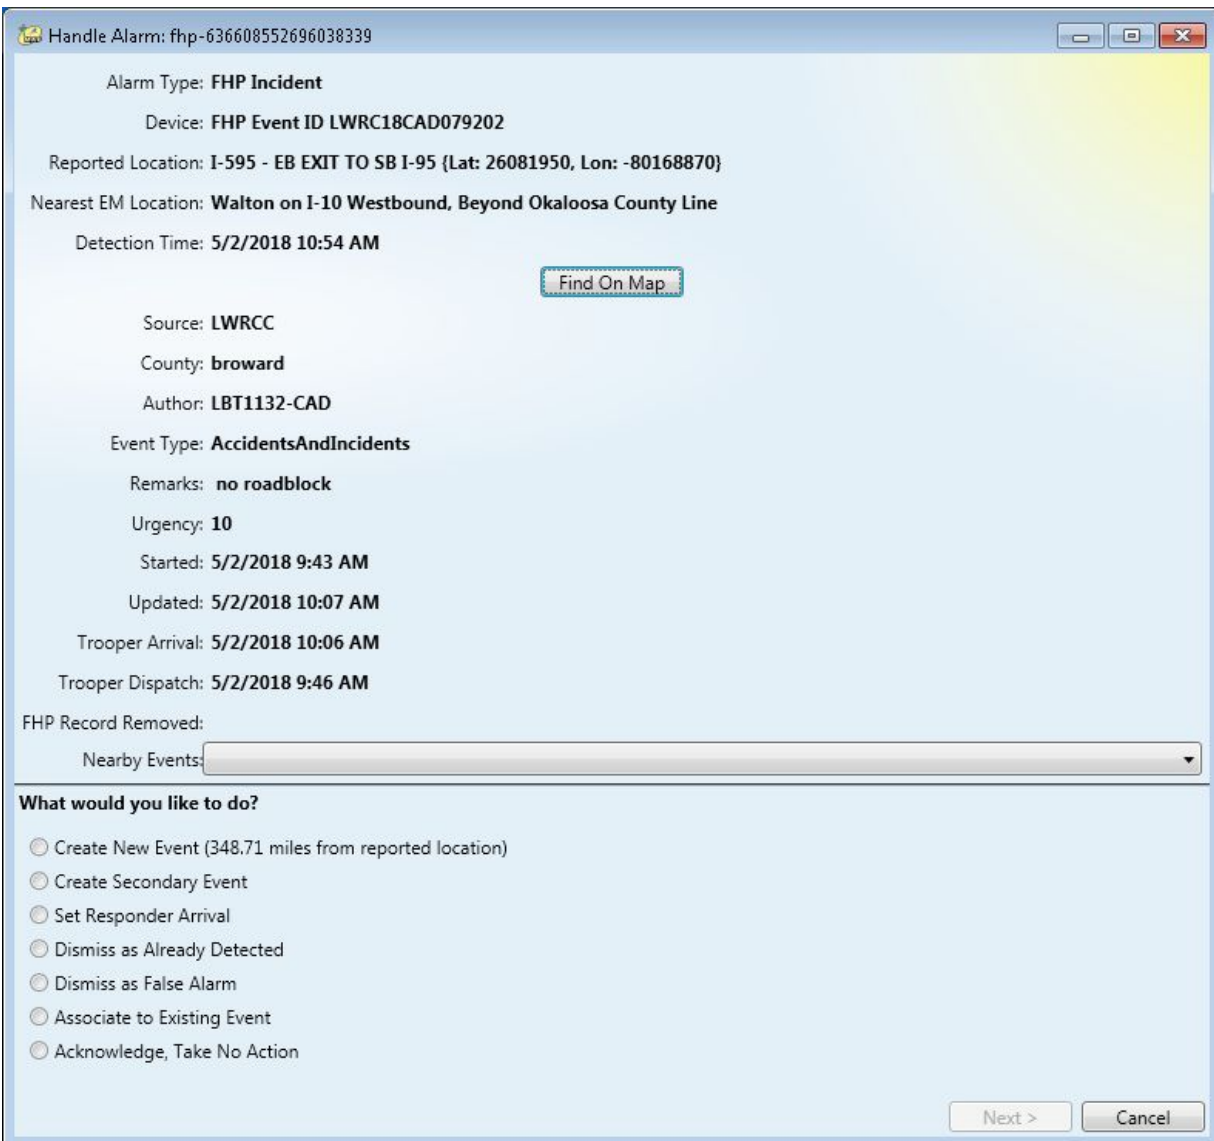 Handle Alarm: fhp-636608552696038339
Alarm Type: FHP Incident
Device: FHP Event ID LWRC18CAD079202
Reported Location: I-595 - EB EXIT TO SB I-95 {Lat: 26081950, Lon: -80168870}
Nearest EM Location: Walton on I-10 Westbound, Beyond Okaloosa County Line
Detection Time: 5/2/2018 10:54 AM
Find On Map
Source: LWRCC
County: broward
Author: LBT1132-CAD
Event Type: AccidentsAndIncidents
Remarks: no roadblock
Urgency: 10
Started: 5/2/2018 9:43 AM
Updated: 5/2/2018 10:07 AM
Trooper Arrival: 5/2/2018 10:06 AM
Trooper Dispatch: 5/2/2018 9:46 AM
FHP Record Removed:
Nearby Events:
What would you like to do?
Create New Event (348.71 miles from reported location)
Create Secondary Event
Set Responder Arrival
Dismiss as Already Detected
Dismiss as False Alarm
Associate to Existing Event
Acknowledge, Take No Action
Next > Cancel